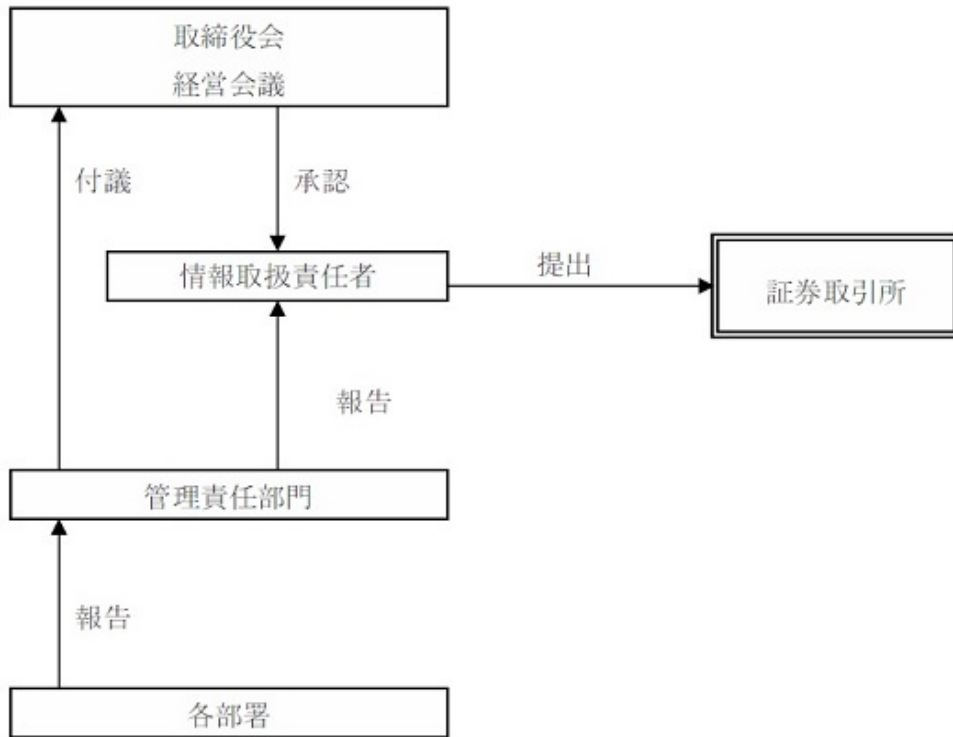 取締役会
経営会議
付議
承認
情報取扱責任者
提出
証券取引所
報告
管理責任部門
報告
各部署